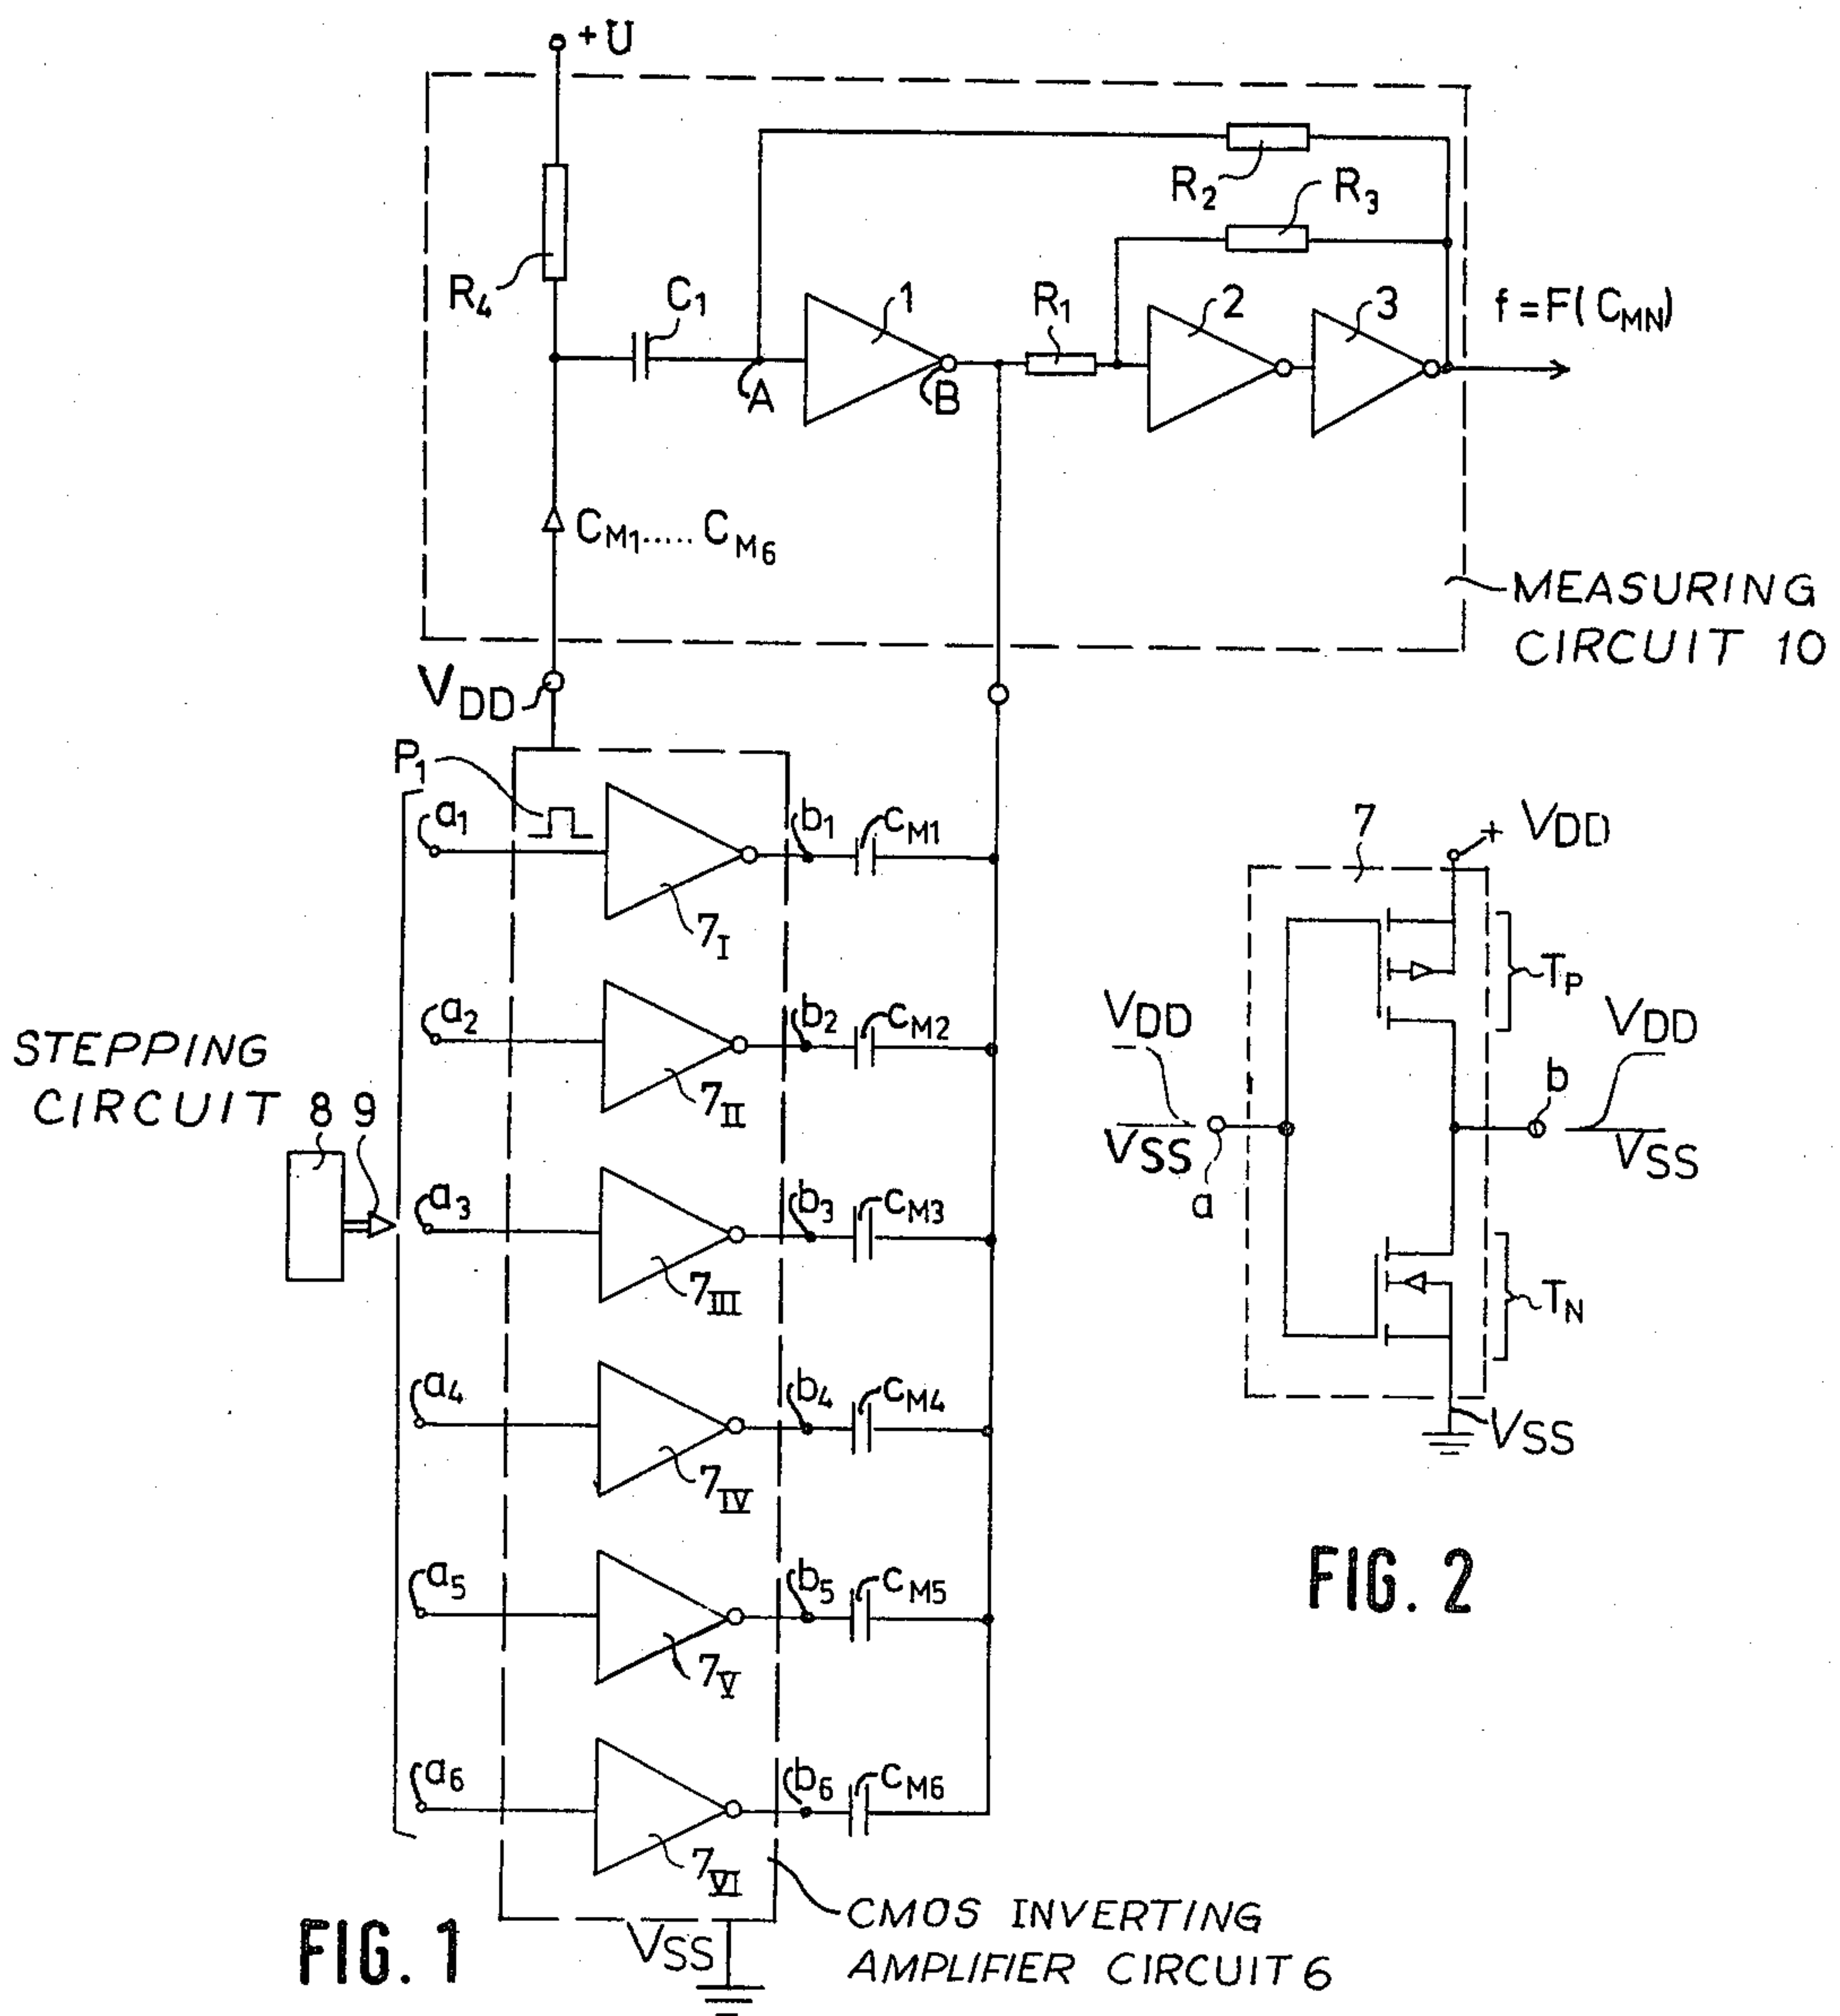 +U
R2
R3
R4
C1
1
R1
2
3
f=F(CMN)
A
B
CM1..... CM6
MEASURING
CIRCUIT 10
VDD
P1
a1
b1
CM1
7I
a2
b2
CM2
7II
STEPPING
CIRCUIT 8 9
a3
b3
CM3
7III
a4
b4
CM4
7IV
a5
b5
CM5
7V
a6
b6
CM6
7VI
CMOS INVERTING
AMPLIFIER CIRCUIT 6
VSS
FIG. 1
7
+ VDD
TP
VDD
VSS
a
b
VDD
VSS
TN
VSS
FIG. 2